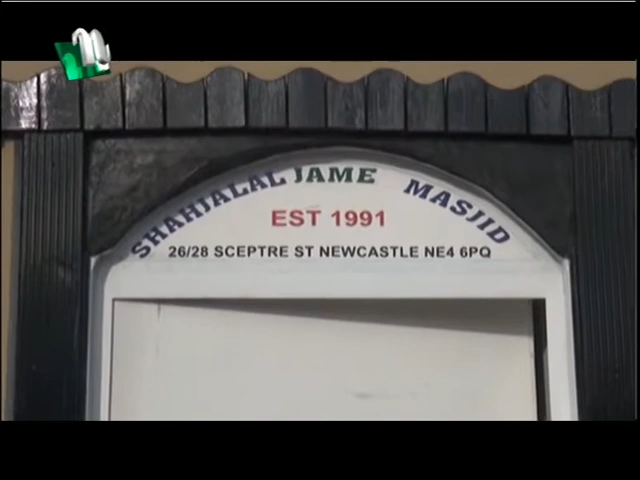 SHAHJALAL JAME MASJID
EST 1991
26/28 SCEPTRE ST NEWCASTLE NE4 6PQ